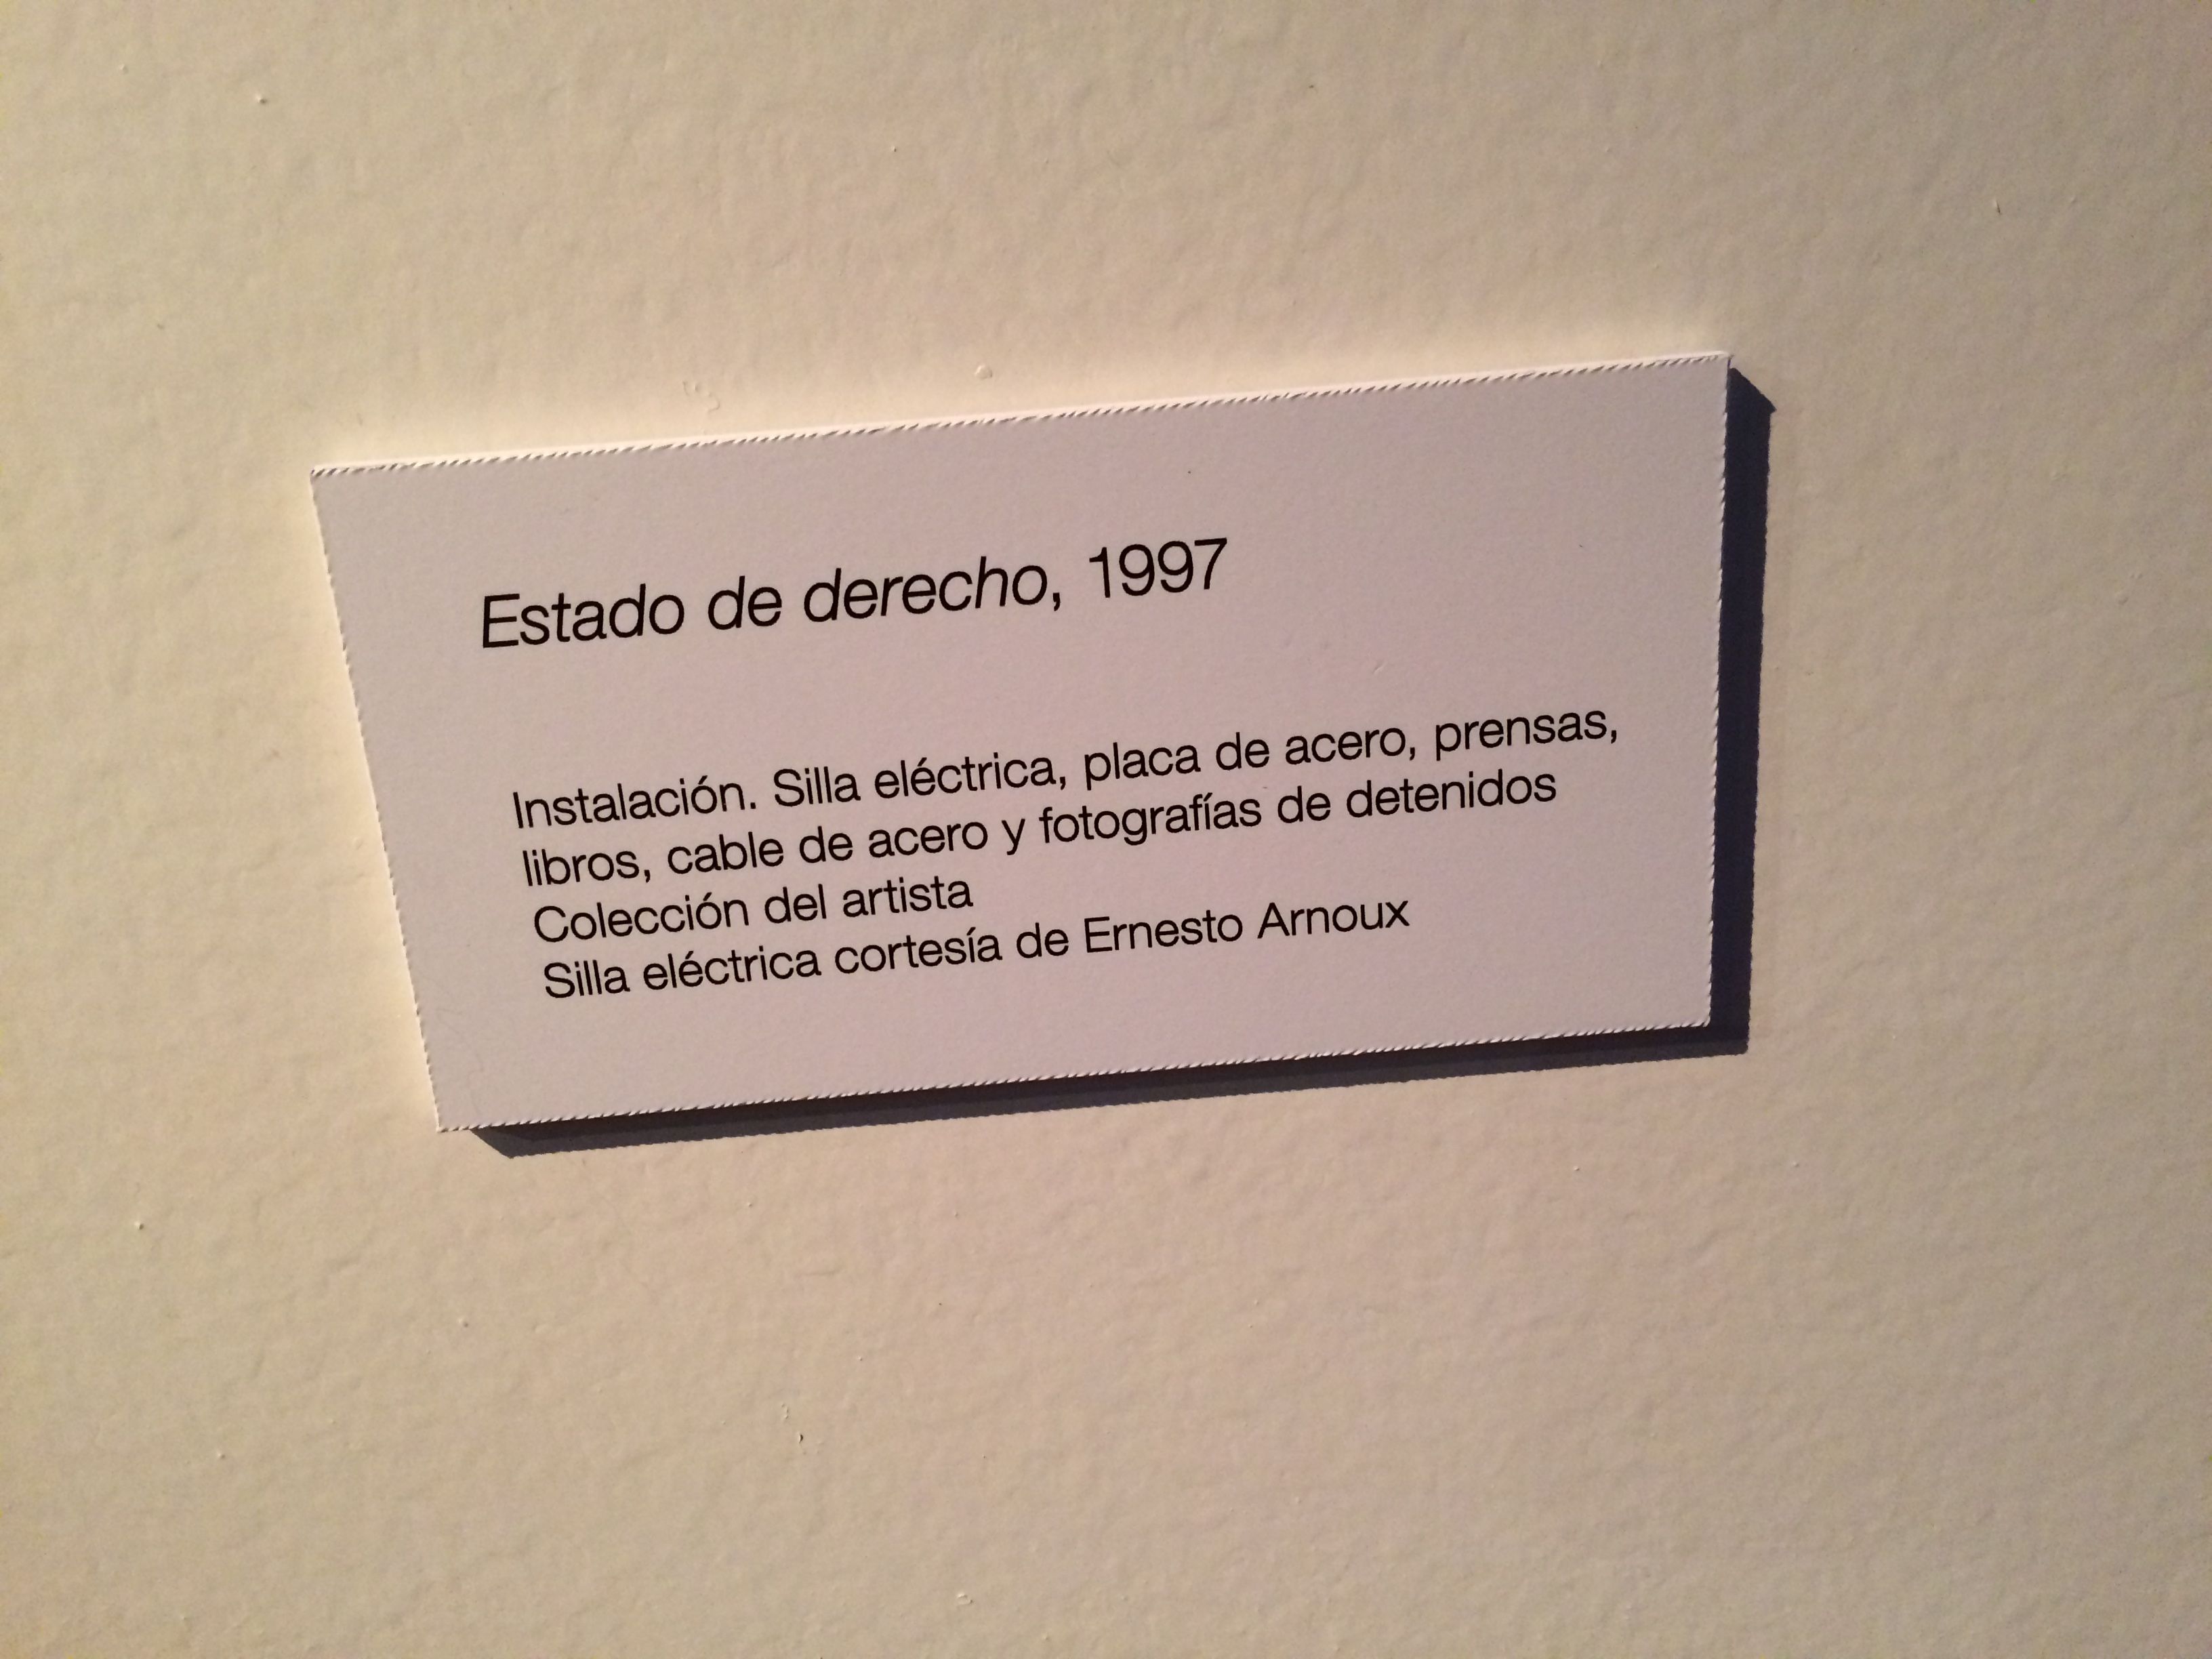 Estado de derecho, 1997
Instalación. Silla eléctrica, placa de acero, prensas,
libros, cable de acero y fotografías de detenidos
Colección del artista
Silla eléctrica cortesía de Ernesto Arnoux